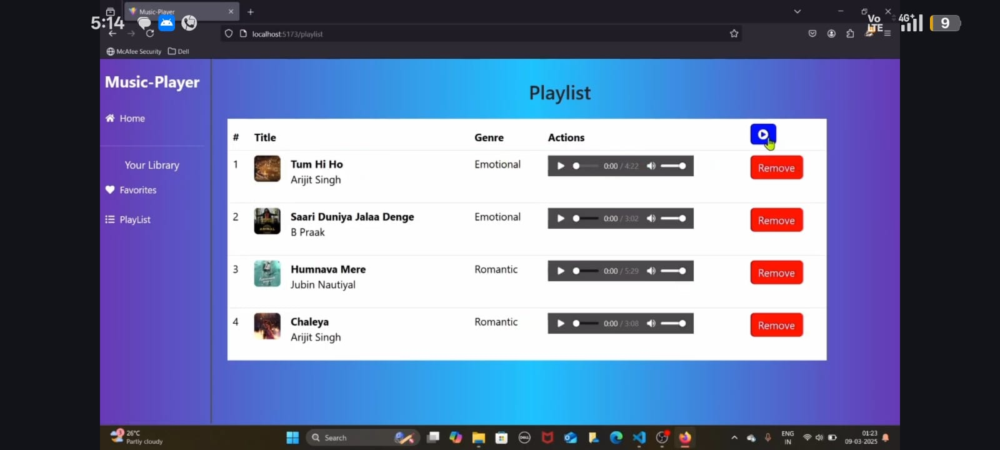 Music-Player
5:14
Vo LTE
4G+
9
localhost:5173/playlist
McAfee Security
Dell
Music-Player
Home
Your Library
Favorites
PlayList
Playlist
# Title Genre Actions
1 Tum Hi Ho Emotional 0:00 / 4:22 Remove
Arijit Singh
2 Saari Duniya Jalaa Denge Emotional 0:00 / 3:02 Remove
B Praak
3 Humnava Mere Romantic 0:00 / 5:29 Remove
Jubin Nautiyal
4 Chaleya Romantic 0:00 / 3:08 Remove
Arijit Singh
3
26°C
Partly cloudy
Search
DELL
ENG
IN
01:23
09-03-2025